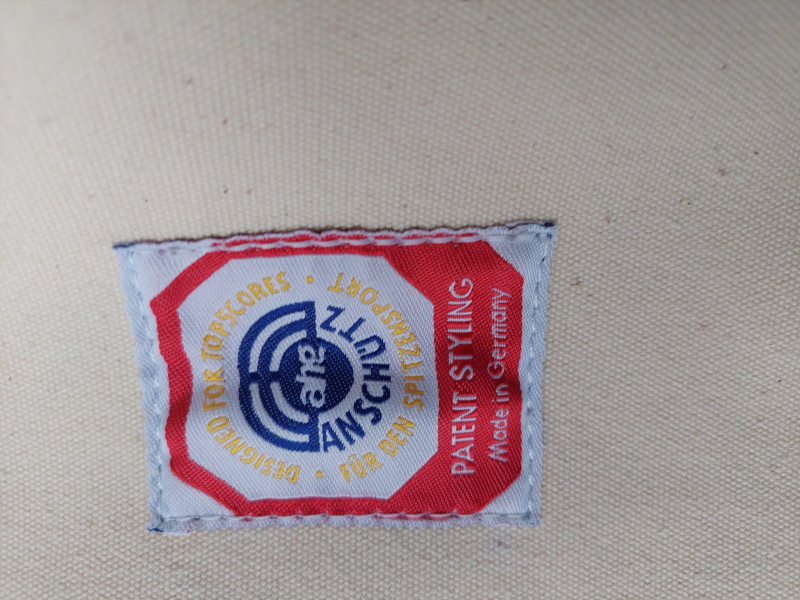 DESIGNED FOR TOPSCORES
ahg
ANSCHÜTZ
• FÜR DEN SPITZENSPORT •
PATENT STYLING
Made in Germany